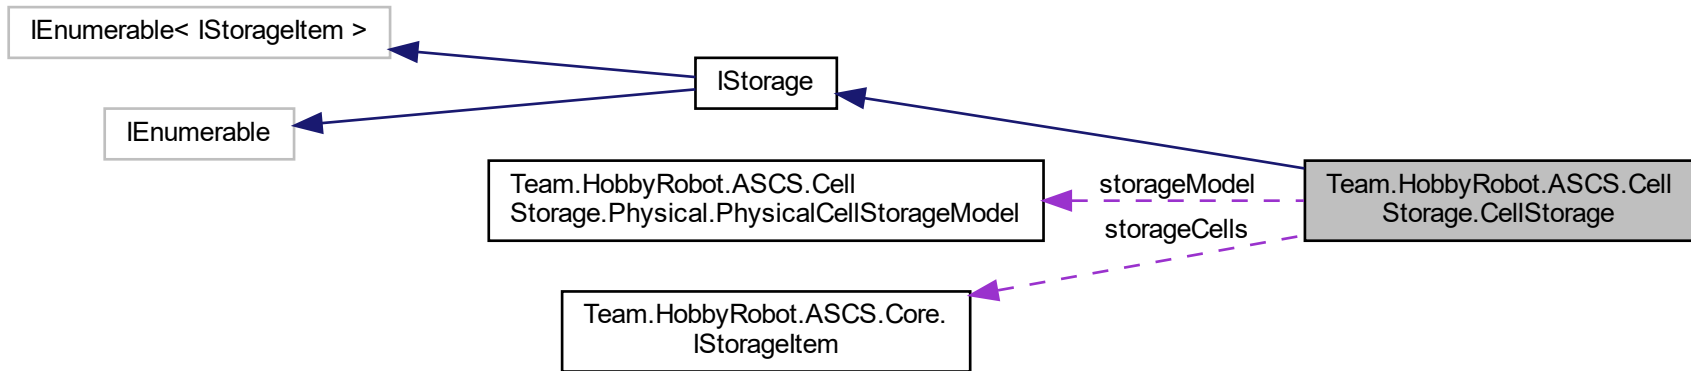 IEnumerable< IStorageItem >
IStorage
IEnumerable
Team.HobbyRobot.ASCS.Cell
Storage.Physical.PhysicalCellStorageModel
storageModel
Team.HobbyRobot.ASCS.Cell
Storage.CellStorage
storageCells
Team.HobbyRobot.ASCS.Core.
IStorageItem